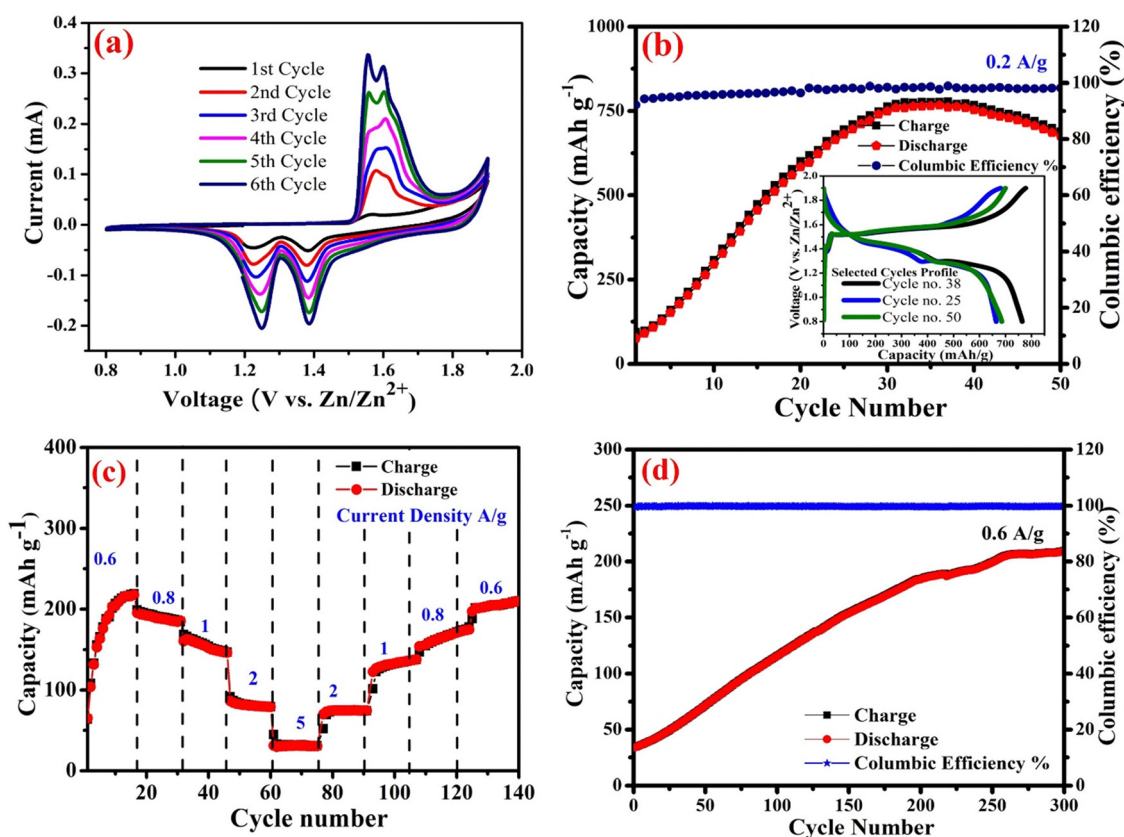 (a)
0.4
0.3
0.2
0.1
0.0
-0.1
-0.2
Current (mA)
1st Cycle
2nd Cycle
3rd Cycle
4th Cycle
5th Cycle
6th Cycle
0.8 1.0 1.2 1.4 1.6 1.8 2.0
Voltage (V vs. Zn/Zn2+)
(b)
1000
750
500
250
0
Capacity (mAh g-1)
0.2 A/g
Charge
Discharge
Columbic Efficiency %
120
100
80
60
40
20
0
Columbic efficiency (%)
2.0
1.8
1.6
1.4
1.2
1.0
0.8
Voltage (V vs. Zn/Zn2+)
Selected Cycles Profile
Cycle no. 38
Cycle no. 25
Cycle no. 50
0 100 200 300 400 500 600 700 800
Capacity (mAh/g)
10 20 30 40 50
Cycle Number
(c)
400
300
200
100
0
Capacity (mAh g-1)
Charge
Discharge
Current Density A/g
0.6
0.8
1
2
5
2
1
0.8
0.6
20 40 60 80 100 120 140
Cycle number
(d)
300
250
200
150
100
50
0
Capacity (mAh g-1)
0.6 A/g
Charge
Discharge
Columbic Efficiency %
120
100
80
60
40
20
0
Columbic efficiency (%)
0 50 100 150 200 250 300
Cycle Number